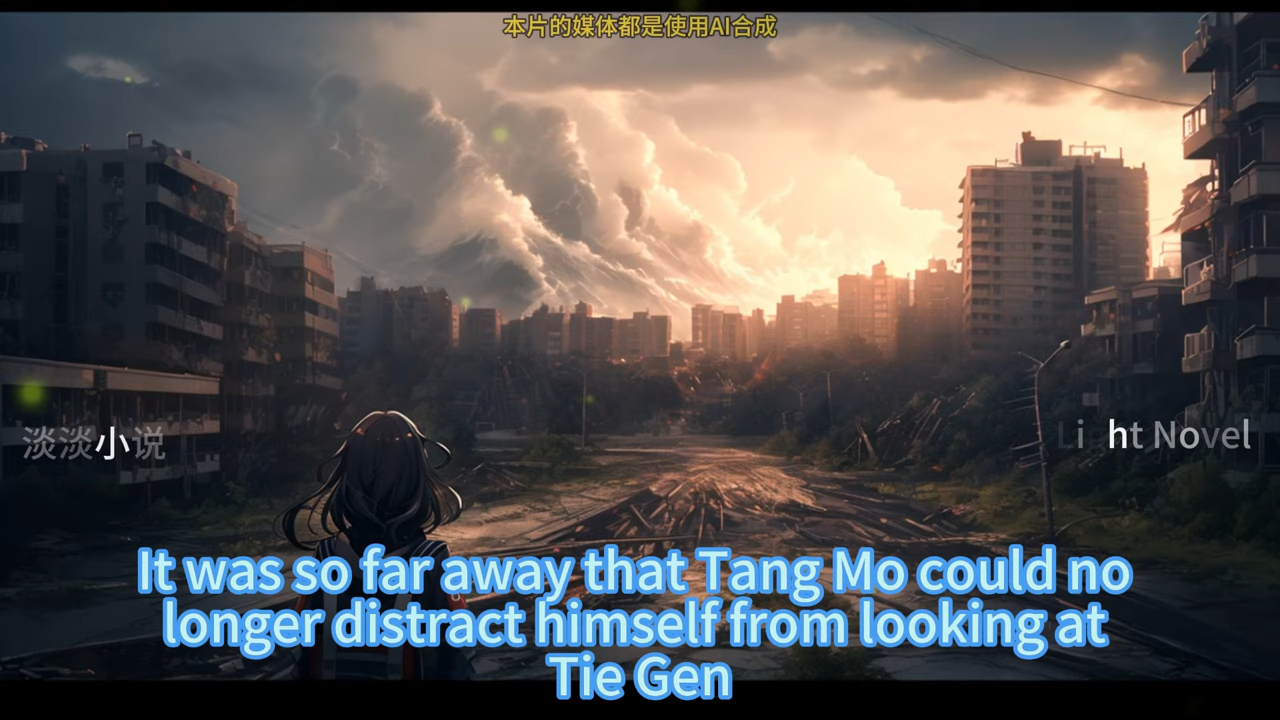 本片的媒体都是使用AI合成
淡淡小说
Light Novel
It was so far away that Tang Mo could no
longer distract himself from looking at
Tie Gen